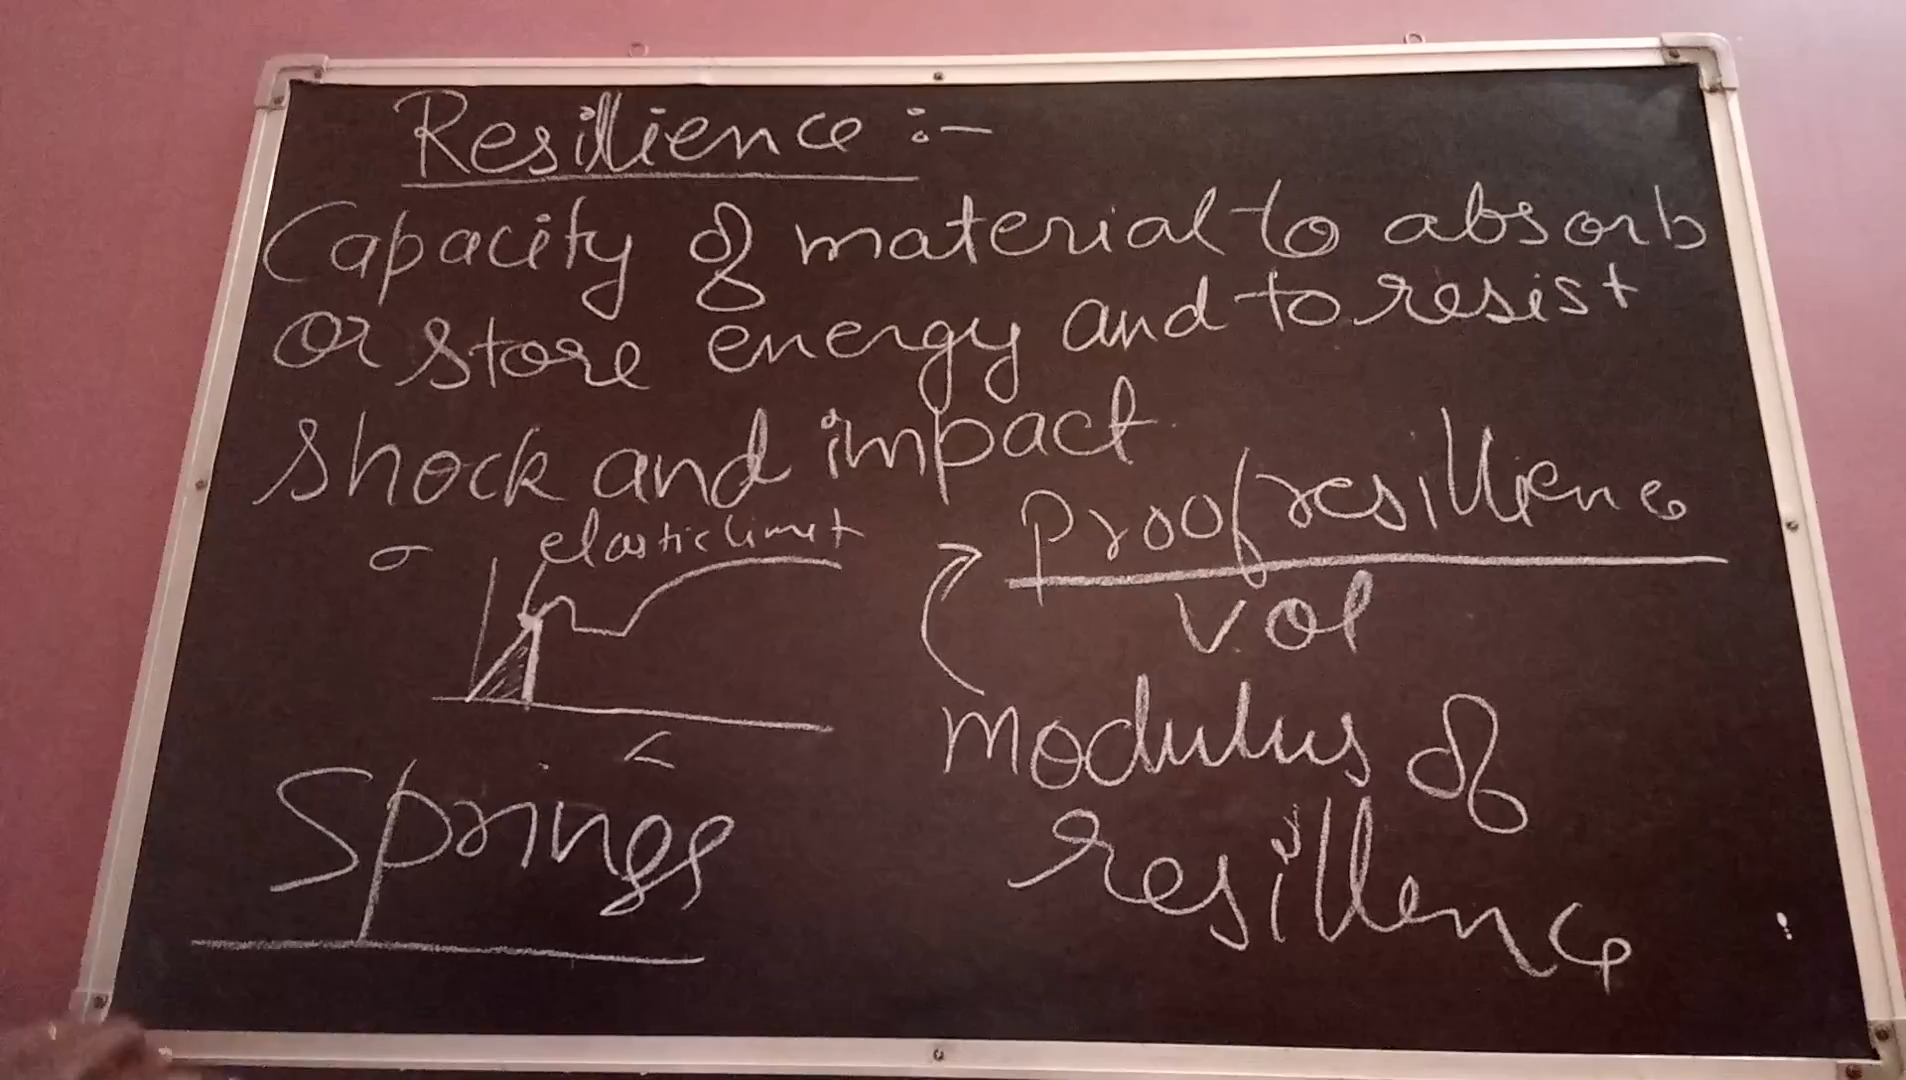 Resilience :-
Capacity of material to absorb
or store energy and to resist
shock and impact
σ
elastic limit
Proof resillience
vol
modulus of
resillence
Springs